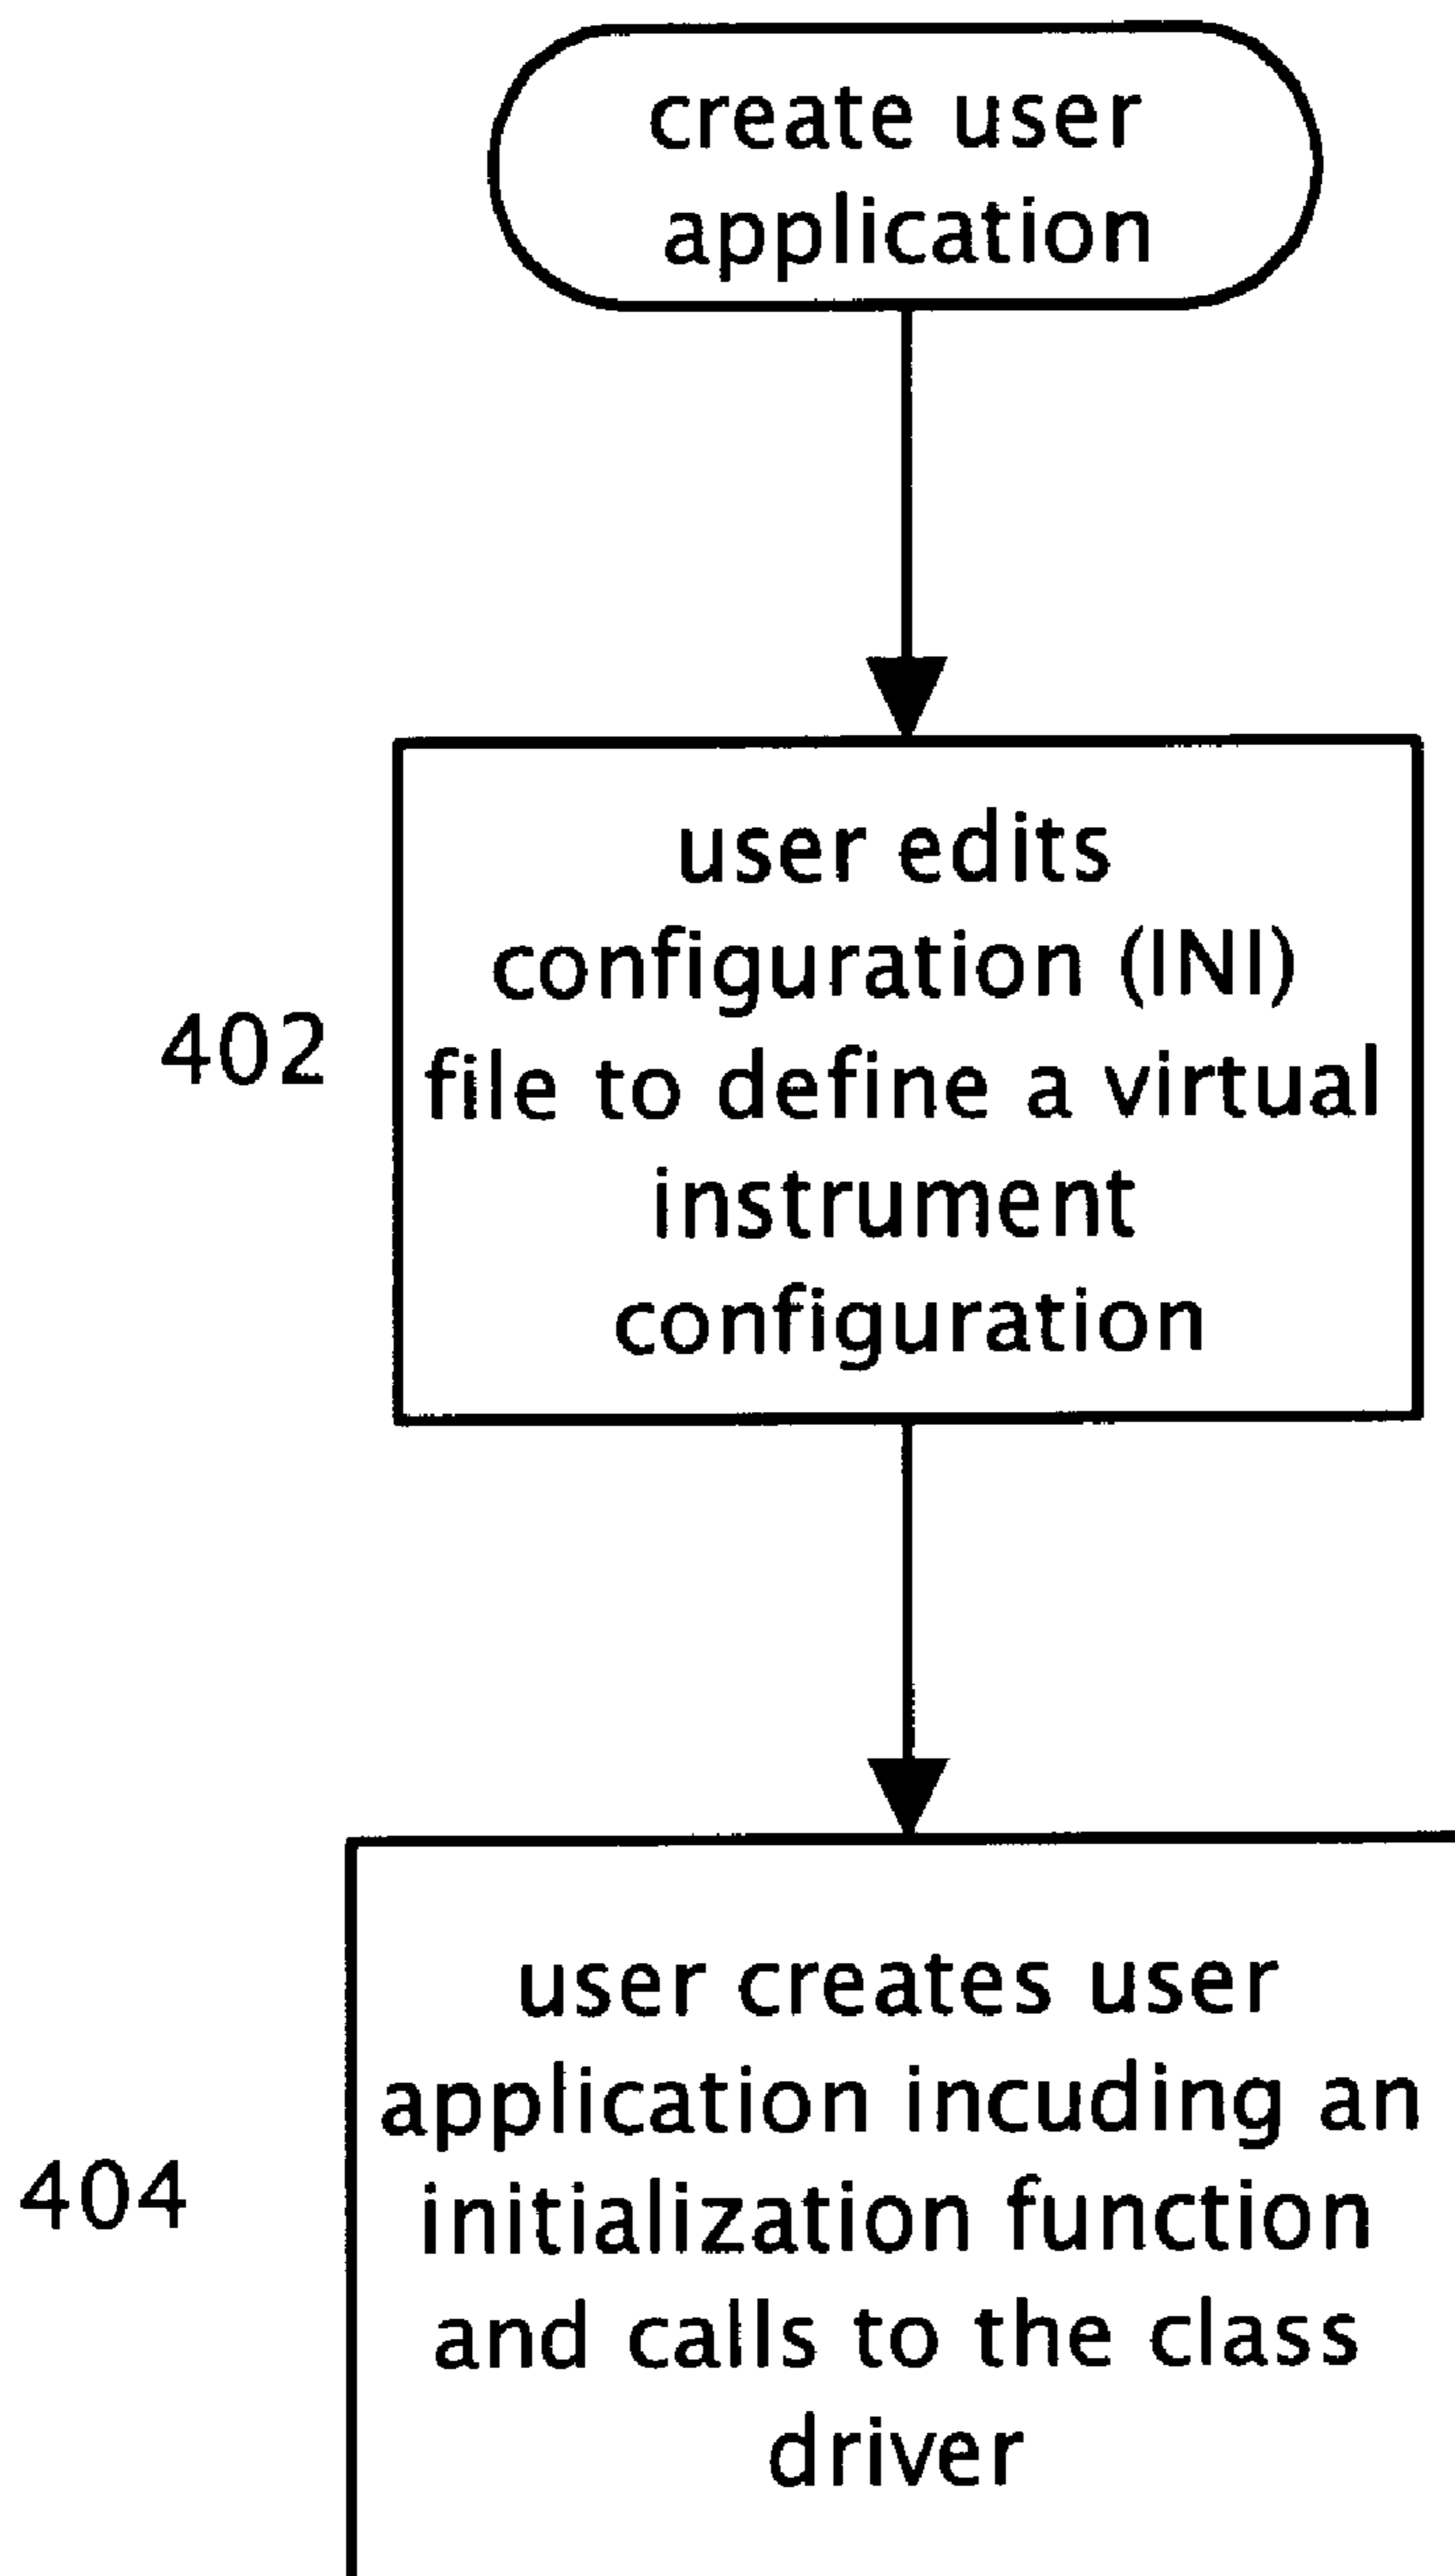 create user
application
user edits
configuration (INI)
402
file to define a virtual
instrument
configuration
user creates user
application incuding an
404
initialization function
and calls to the class
driver